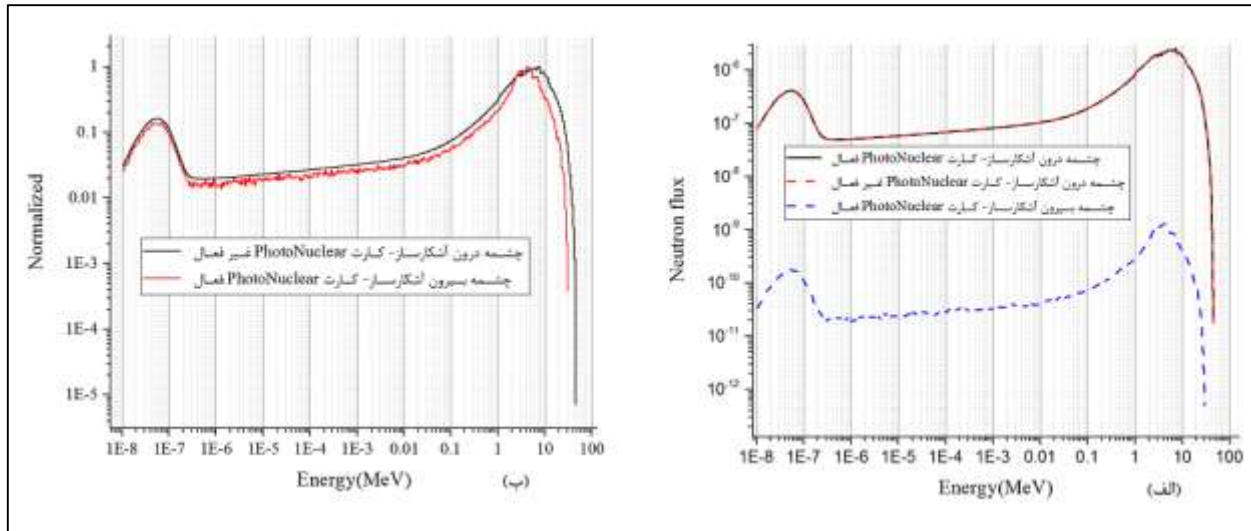 Normalized
1
0.1
0.01
1E-3
1E-4
1E-5
چشمه درون آشکارساز- کارت PhotoNuclear غیر فعال
چشمه بیرون آشکارساز- کارت PhotoNuclear فعال
1E-8 1E-7 1E-6 1E-5 1E-4 1E-3 0.01 0.1 1 10 100
Energy(MeV)
(ب)
Neutron flux
10⁻⁶
10⁻⁷
10⁻⁸
10⁻⁹
10⁻¹⁰
10⁻¹¹
10⁻¹²
چشمه درون آشکارساز- کارت PhotoNuclear فعال
چشمه درون آشکارساز- کارت PhotoNuclear غیر فعال
چشمه بیرون آشکارساز- کارت PhotoNuclear فعال
1E-8 1E-7 1E-6 1E-5 1E-4 1E-3 0.01 0.1 1 10 100
Energy(MeV)
(الف)